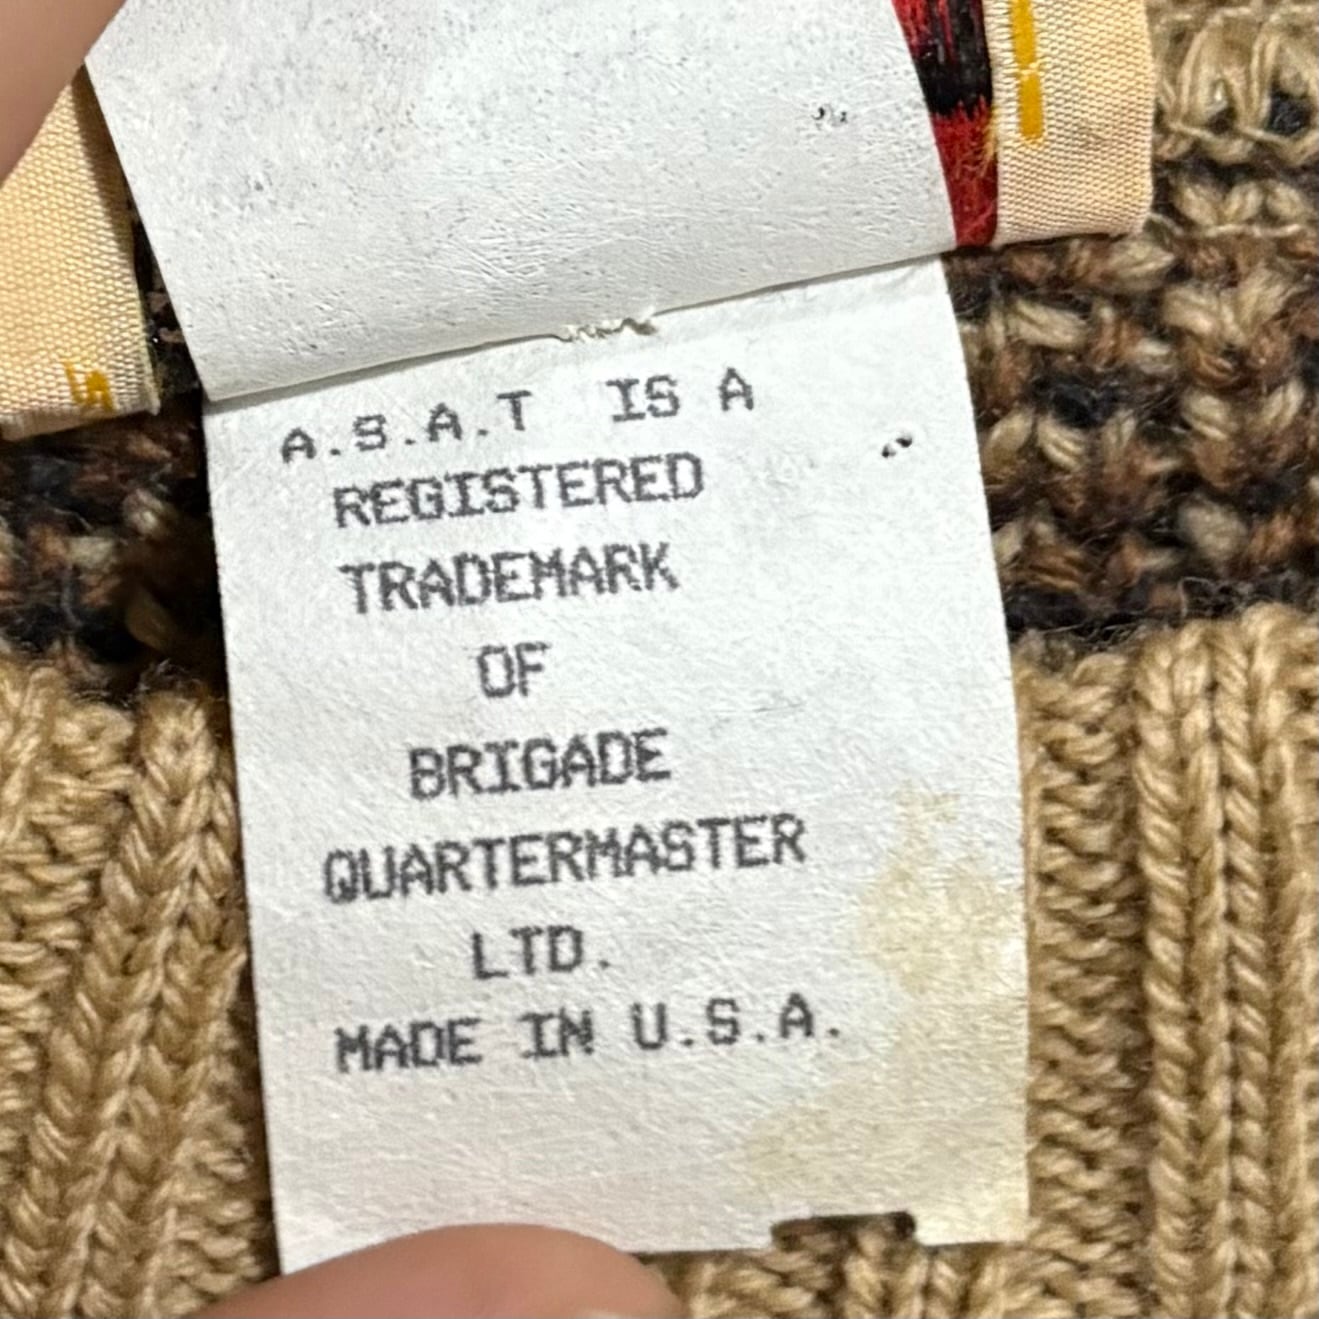 A.S.A.T IS A
REGISTERED
TRADEMARK
OF
BRIGADE
QUARTERMASTER
LTD.
MADE IN U.S.A.